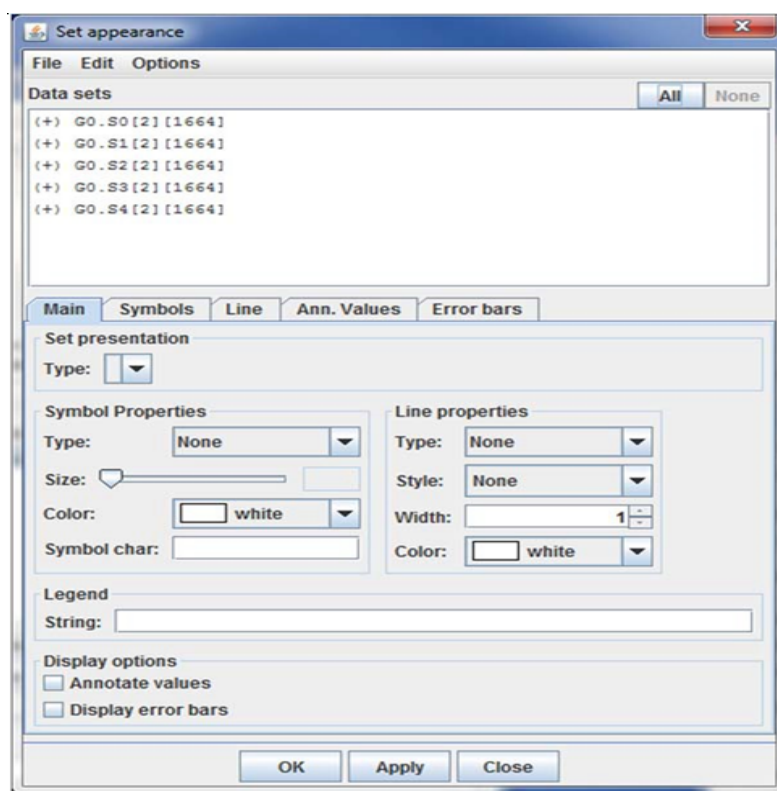 Set appearance
File Edit Options
Data sets All None
(+) G0.S0[2][1664]
(+) G0.S1[2][1664]
(+) G0.S2[2][1664]
(+) G0.S3[2][1664]
(+) G0.S4[2][1664]
Main Symbols Line Ann. Values Error bars
Set presentation
Type:
Symbol Properties
Type: None
Size:
Color: white
Symbol char:
Line properties
Type: None
Style: None
Width: 1
Color: white
Legend
String:
Display options
Annotate values
Display error bars
OK Apply Close